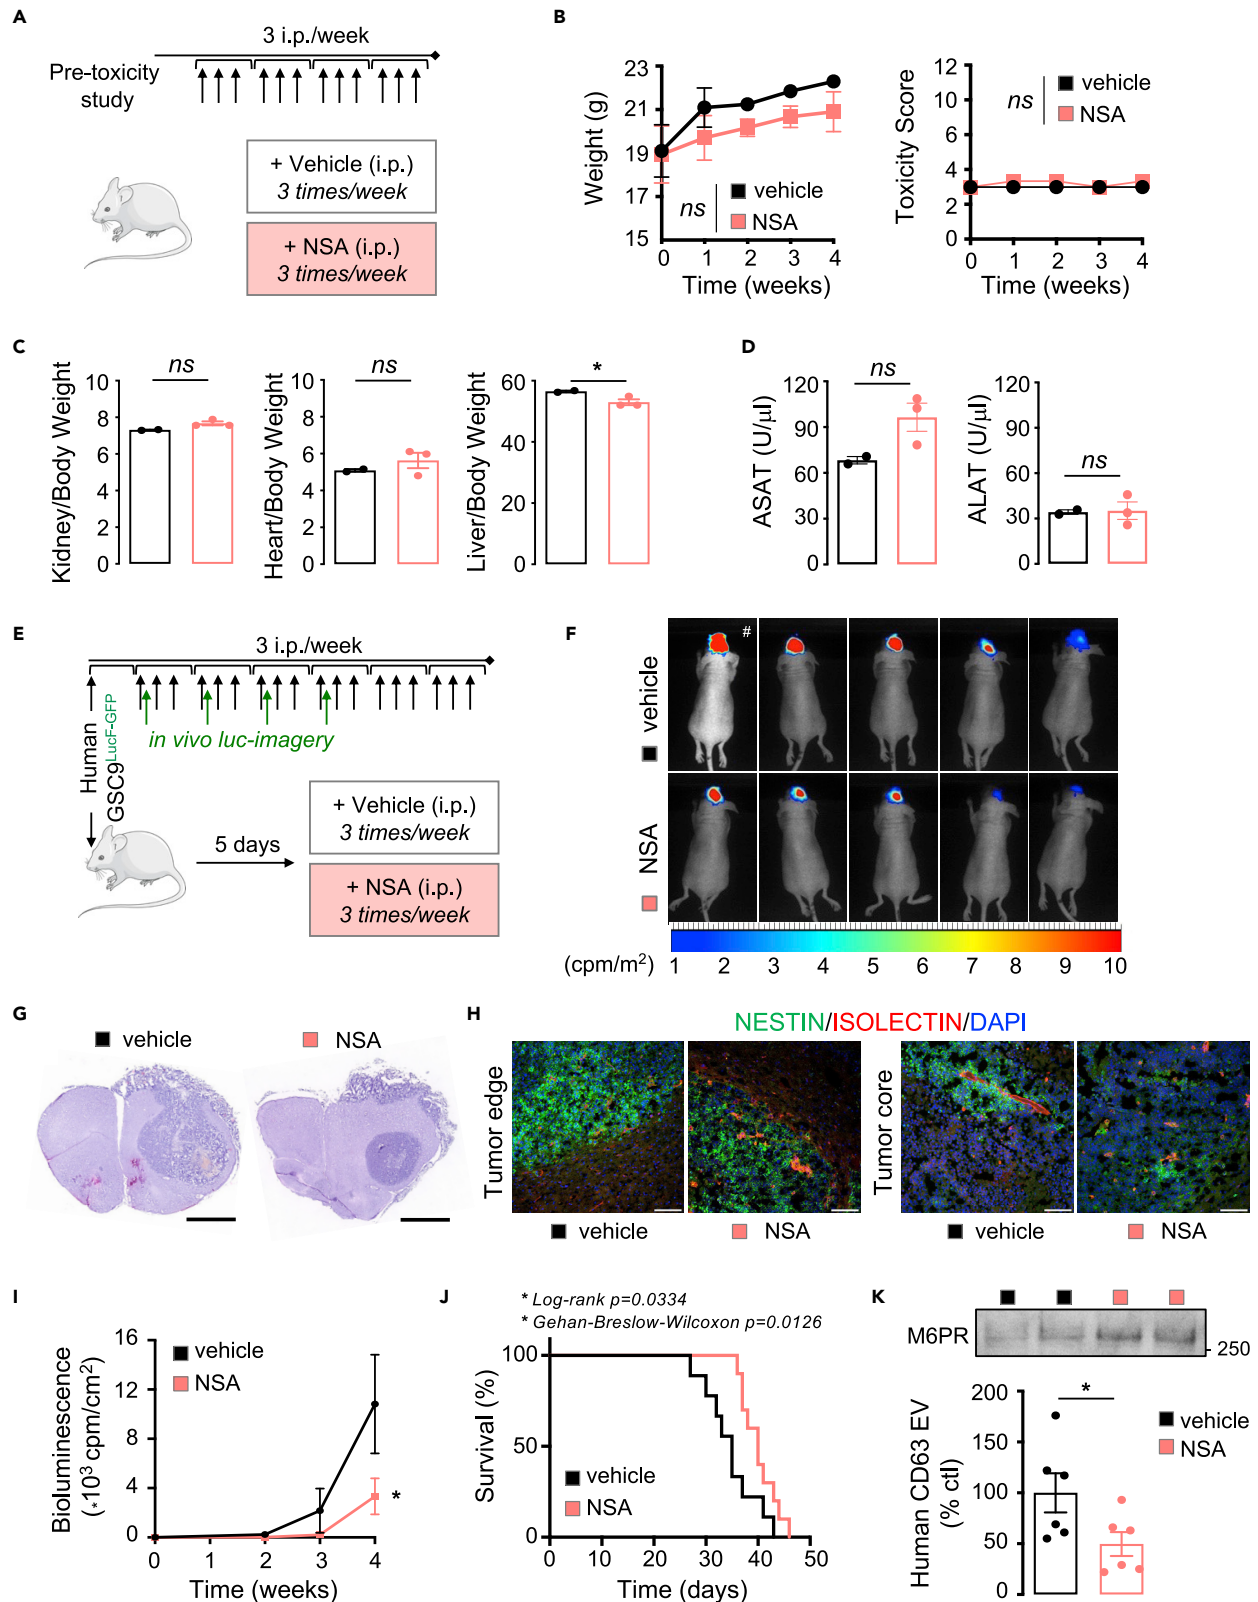 A
3 i.p./week
Pre-toxicity
study
+ Vehicle (i.p.)
3 times/week
+ NSA (i.p.)
3 times/week
B
Weight (g)
23
21
19
17
15
vehicle
NSA
ns
0 1 2 3 4
Time (weeks)
Toxicity Score
12
10
8
6
4
2
0
ns
vehicle
NSA
0 1 2 3 4
Time (weeks)
C
Kidney/Body Weight
10
8
6
4
2
0
ns
Heart/Body Weight
10
8
6
4
2
0
ns
Liver/Body Weight
60
40
20
0
*
D
ASAT (U/µl)
120
90
60
30
0
ns
ALAT (U/µl)
120
90
60
30
0
ns
E
3 i.p./week
Human
GSC9LucF-GFP
in vivo luc-imagery
5 days
+ Vehicle (i.p.)
3 times/week
+ NSA (i.p.)
3 times/week
F
vehicle
#
NSA
(cpm/m²) 1 2 3 4 5 6 7 8 9 10
G
vehicle
NSA
H
NESTIN/ISOLECTIN/DAPI
Tumor edge
vehicle
NSA
Tumor core
vehicle
NSA
I
Bioluminescence
(*10³ cpm/cm²)
16
12
8
4
0
vehicle
NSA
*
0 1 2 3 4
Time (weeks)
J
* Log-rank p=0.0334
* Gehan-Breslow-Wilcoxon p=0.0126
Survival (%)
100
50
0
vehicle
NSA
0 10 20 30 40 50
Time (days)
K
M6PR
- 250
Human CD63 EV
(% ctl)
200
150
100
50
0
*
vehicle
NSA